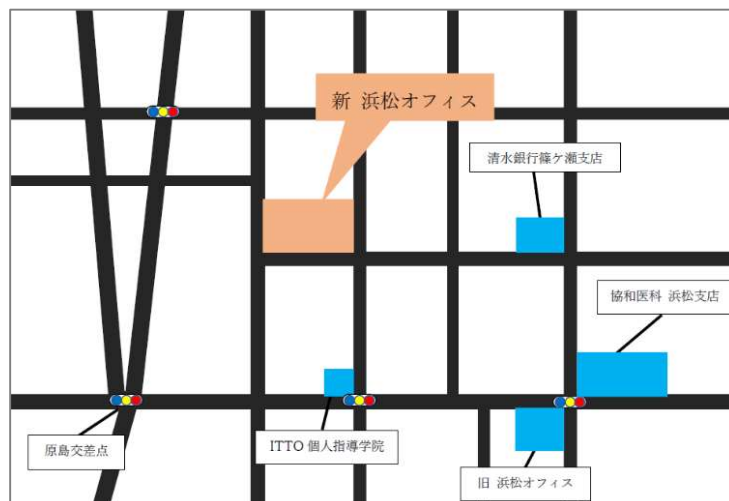 新 浜松オフィス
清水銀行篠ケ瀬支店
協和医科 浜松支店
原島交差点
ITTO 個人指導学院
旧 浜松オフィス